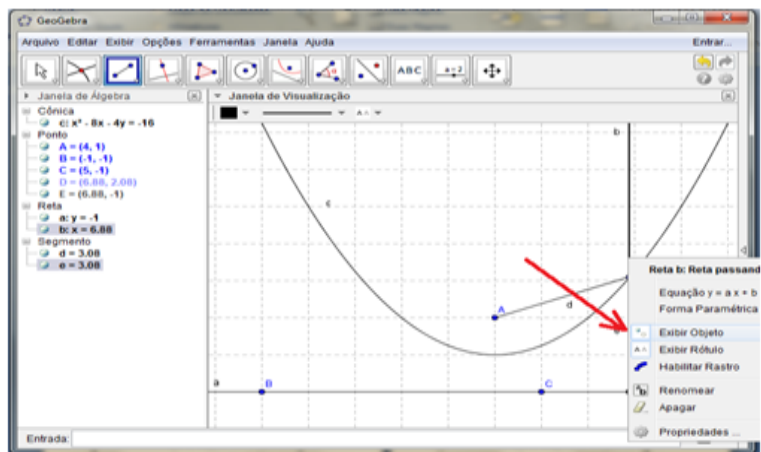 GeoGebra
Arquivo Editar Exibir Opções Ferramentas Janela Ajuda Entrar...
ABC a=2
Janela de Álgebra
Janela de Visualização
Cônica
c: x² - 8x - 4y = -16
Ponto
A = (4, 1)
B = (-1, -1)
C = (5, -1)
D = (6.88, 2.08)
E = (6.88, -1)
Reta
a: y = -1
b: x = 6.88
Segmento
d = 3.08
e = 3.08
b
c
A
d
a
B
C
Reta b: Reta passand
Equação y = a x + b
Forma Paramétrica
Exibir Objeto
Exibir Rótulo
Habilitar Rastro
Renomear
Apagar
Propriedades ...
Entrada: